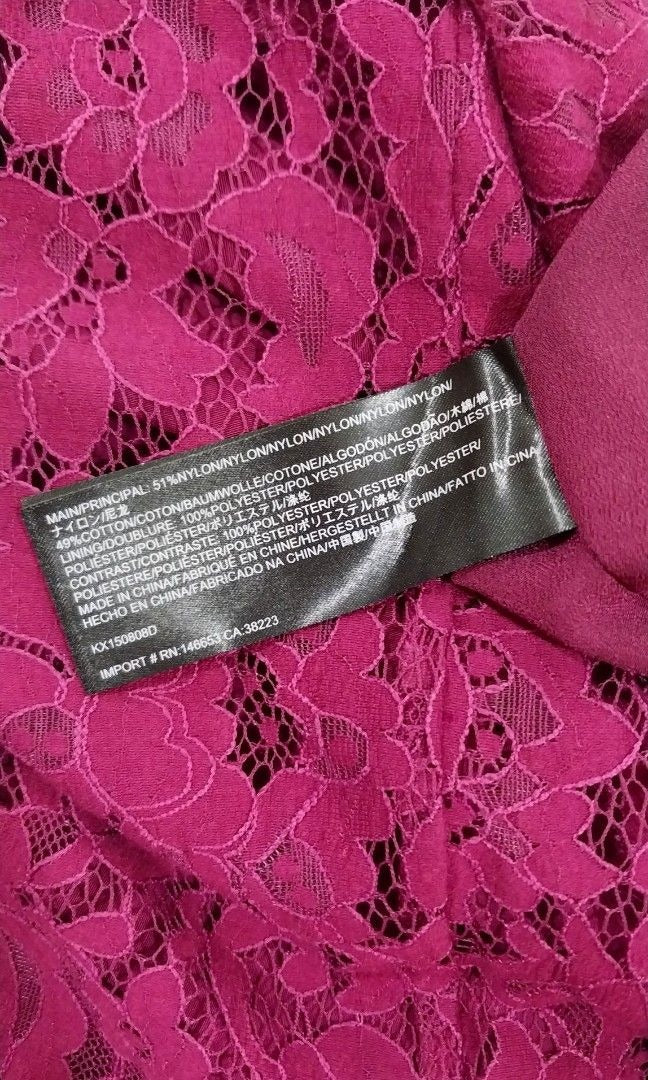 MAIN/PRINCIPAL: 51%NYLON/NYLON/NYLON/NYLON/NYLON/NYLON/
ナイロン/尼龙
49%COTTON/COTON/BAUMWOLLE/COTONE/ALGODÓN/ALGODÃO/木綿/棉
LINING/DOUBLURE: 100%POLYESTER/POLYESTER/POLYESTER/POLIESTERE/
POLIÉSTER/POLIÉSTER/ポリエステル/涤纶
CONTRAST/CONTRASTE: 100%POLYESTER/POLYESTER/POLYESTER/
POLIESTERE/POLIÉSTER/POLIÉSTER/ポリエステル/涤纶
MADE IN CHINA/FABRIQUÉ EN CHINE/HERGESTELLT IN CHINA/FATTO IN CINA/
HECHO EN CHINA/FABRICADO NA CHINA/中国製/中国制造
KX150808D
IMPORT # RN:146653 CA:38223